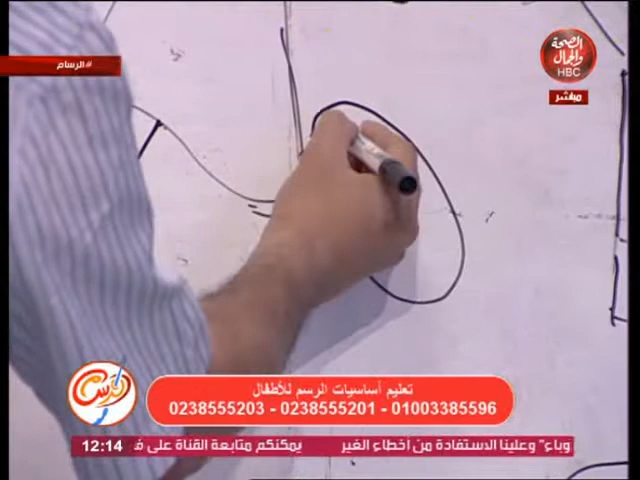 الصحة
والجمال
HBC
مباشر
#الرسام
تعليم أساسيات الرسم للأطفال
0238555203 - 0238555201 - 01003385596
12:14
وباء" وعلينا الاستفادة من أخطاء الغير
يمكنكم متابعة القناة على